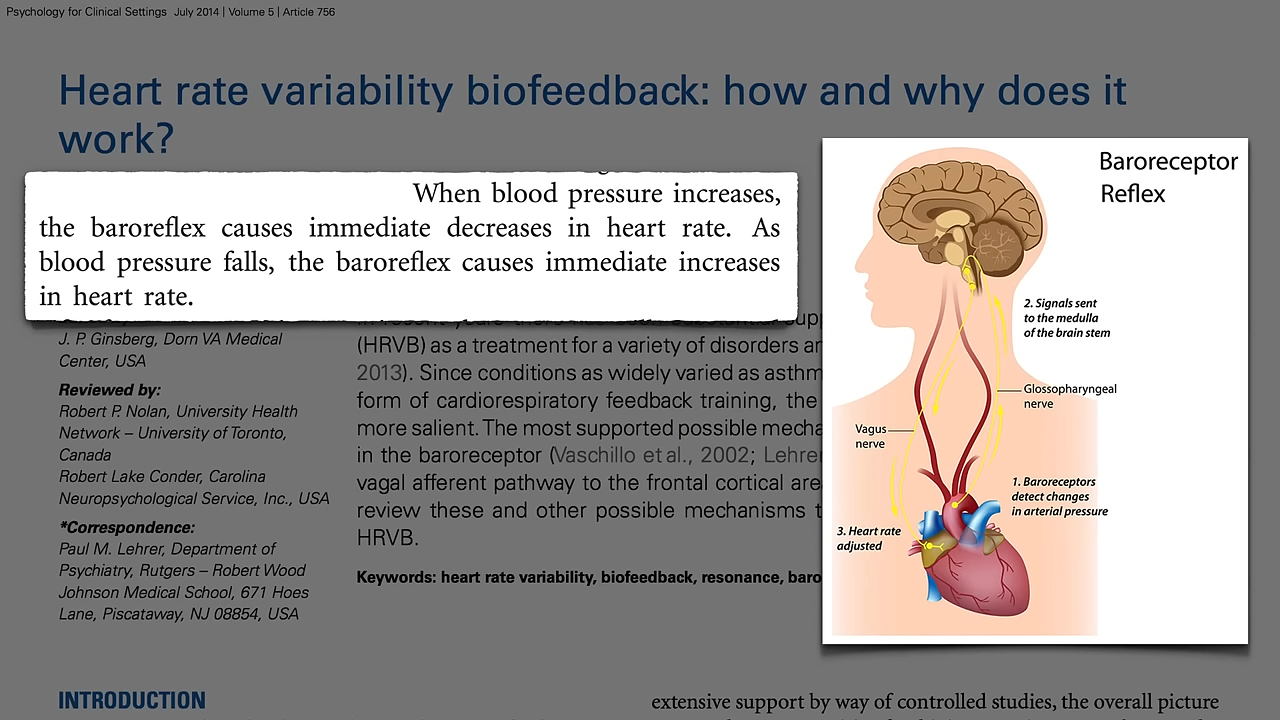 Psychology for Clinical Settings July 2014 | Volume 5 | Article 756
Heart rate variability biofeedback: how and why does it
work?
When blood pressure increases,
the baroreflex causes immediate decreases in heart rate. As
blood pressure falls, the baroreflex causes immediate increases
in heart rate.
J. P. Ginsberg, Dorn VA Medical
Center, USA
Reviewed by:
Robert P. Nolan, University Health
Network – University of Toronto,
Canada
Robert Lake Conder, Carolina
Neuropsychological Service, Inc., USA
*Correspondence:
Paul M. Lehrer, Department of
Psychiatry, Rutgers – Robert Wood
Johnson Medical School, 671 Hoes
Lane, Piscataway, NJ 08854, USA
(HRVB) as a treatment for a variety of disorders
2013). Since conditions as widely varied as
form of cardiorespiratory feedback training, the
more salient. The most supported possible
in the baroreceptor (Vaschillo et al., 2002; Lehrer
vagal afferent pathway to the frontal cortical
review these and other possible mechanisms
HRVB.
Keywords: heart rate variability, biofeedback, resonance,
Baroreceptor
Reflex
2. Signals sent
to the medulla
of the brain stem
Glossopharyngeal
nerve
Vagus
nerve
1. Baroreceptors
detect changes
in arterial pressure
3. Heart rate
adjusted
INTRODUCTION
extensive support by way of controlled studies, the overall picture